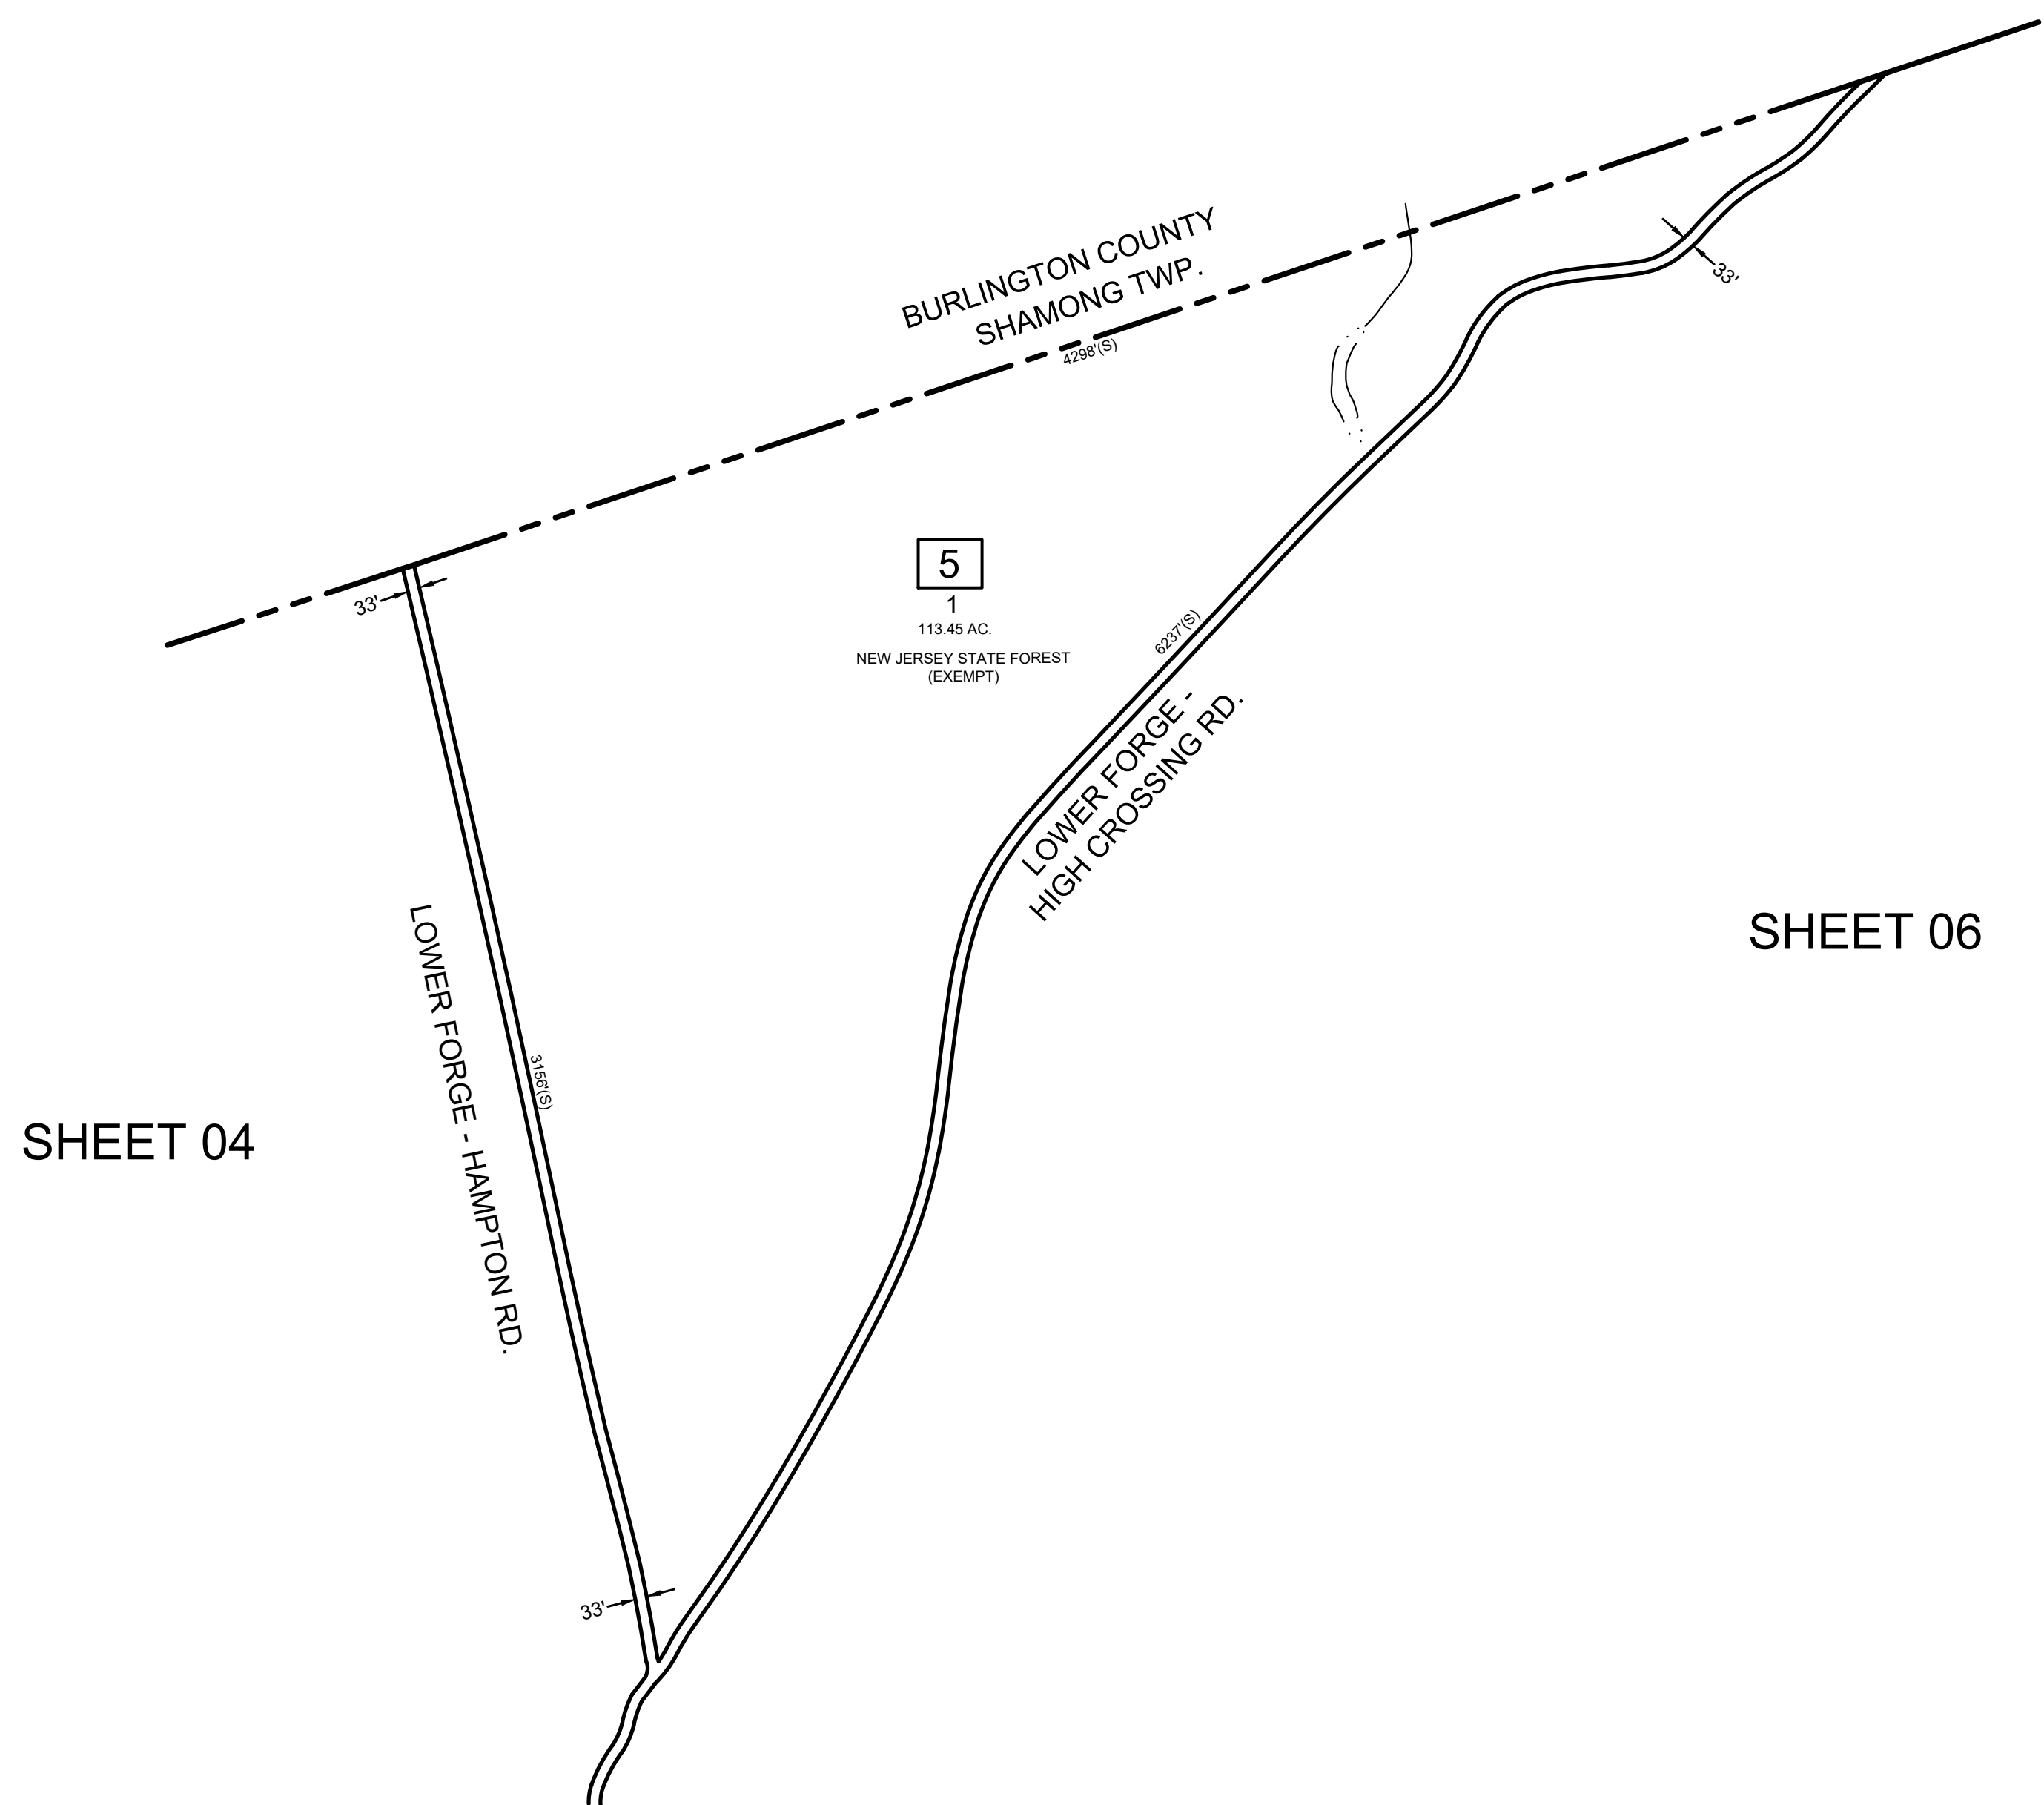 BURLINGTON COUNTY
SHAMONG TWP.
4298'(S)
33'
33'
5
1
113.45 AC.
NEW JERSEY STATE FOREST
(EXEMPT)
6237'(S)
LOWER FORGE -
HIGH CROSSING RD.
SHEET 06
LOWER FORGE - HAMPTON RD.
3156'(S)
SHEET 04
33'